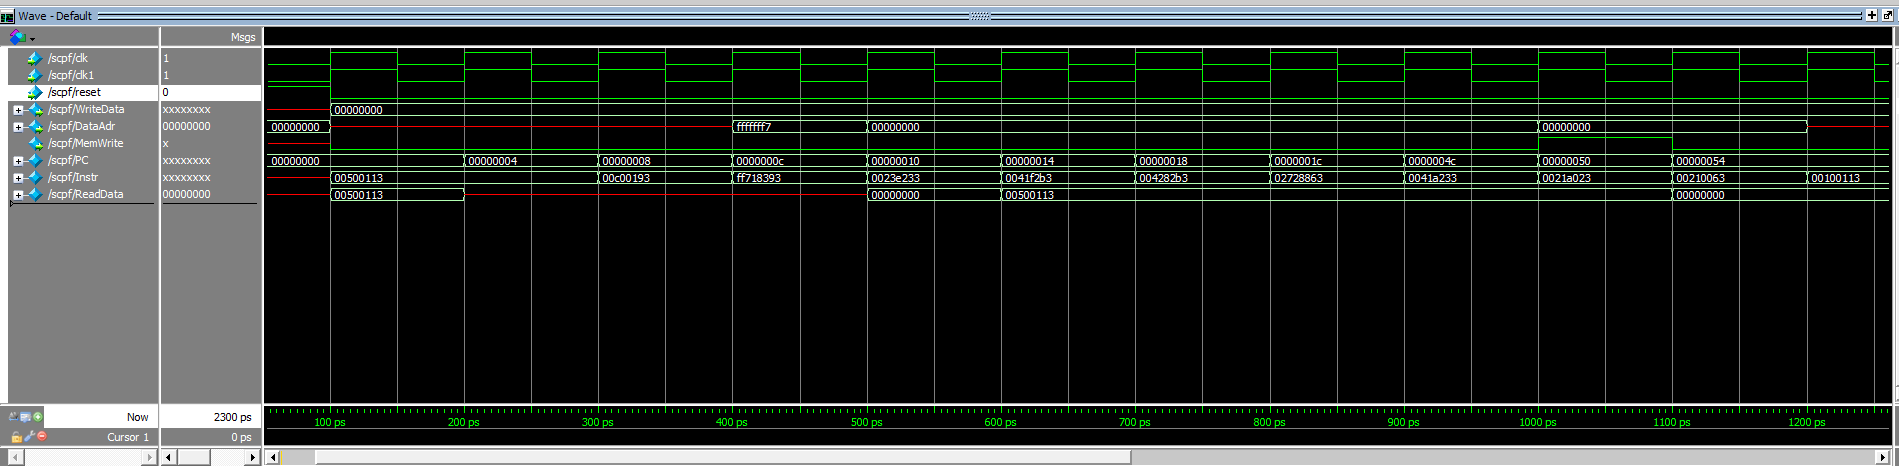 Wave - Default
Msgs
/scpf/clk 1
/scpf/clk1 1
/scpf/reset 0
/scpf/WriteData xxxxxxxx 00000000
/scpf/DataAdr 00000000 00000000 fffffff7 00000000 00000000
/scpf/MemWrite x
/scpf/PC xxxxxxxx 00000000 00000004 00000008 0000000c 00000010 00000014 00000018 0000001c 0000004c 00000050 00000054
/scpf/Instr xxxxxxxx 00500113 00c00193 ff718393 0023e233 0041f2b3 004282b3 02728863 0041a233 0021a023 00210063 00100113
/scpf/ReadData 00000000 00500113 00000000 00500113 00000000
Now 2300 ps
100 ps 200 ps 300 ps 400 ps 500 ps 600 ps 700 ps 800 ps 900 ps 1000 ps 1100 ps 1200 ps
Cursor 1 0 ps